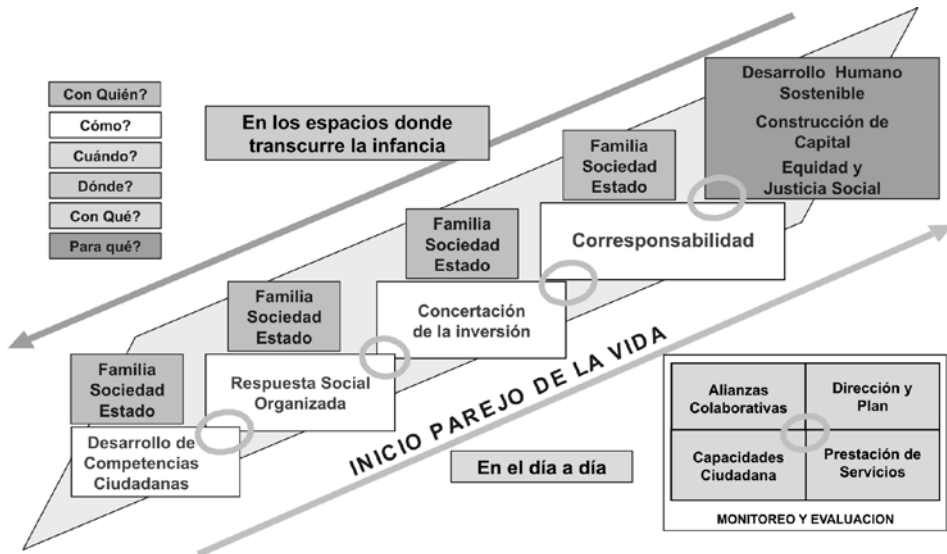 Con Quién?
Cómo?
Cuándo?
Dónde?
Con Qué?
Para qué?
En los espacios donde
transcurre la infancia
Desarrollo Humano
Sostenible
Construcción de
Capital
Equidad y
Justicia Social
Familia
Sociedad
Estado
Corresponsabilidad
Familia
Sociedad
Estado
Concertación
de la inversión
Familia
Sociedad
Estado
Respuesta Social
Organizada
Familia
Sociedad
Estado
Desarrollo de
Competencias
Ciudadanas
INICIO PAREJO DE LA VIDA
En el día a día
Alianzas
Colaborativas
Dirección y
Plan
Capacidades
Ciudadana
Prestación de
Servicios
MONITOREO Y EVALUACION